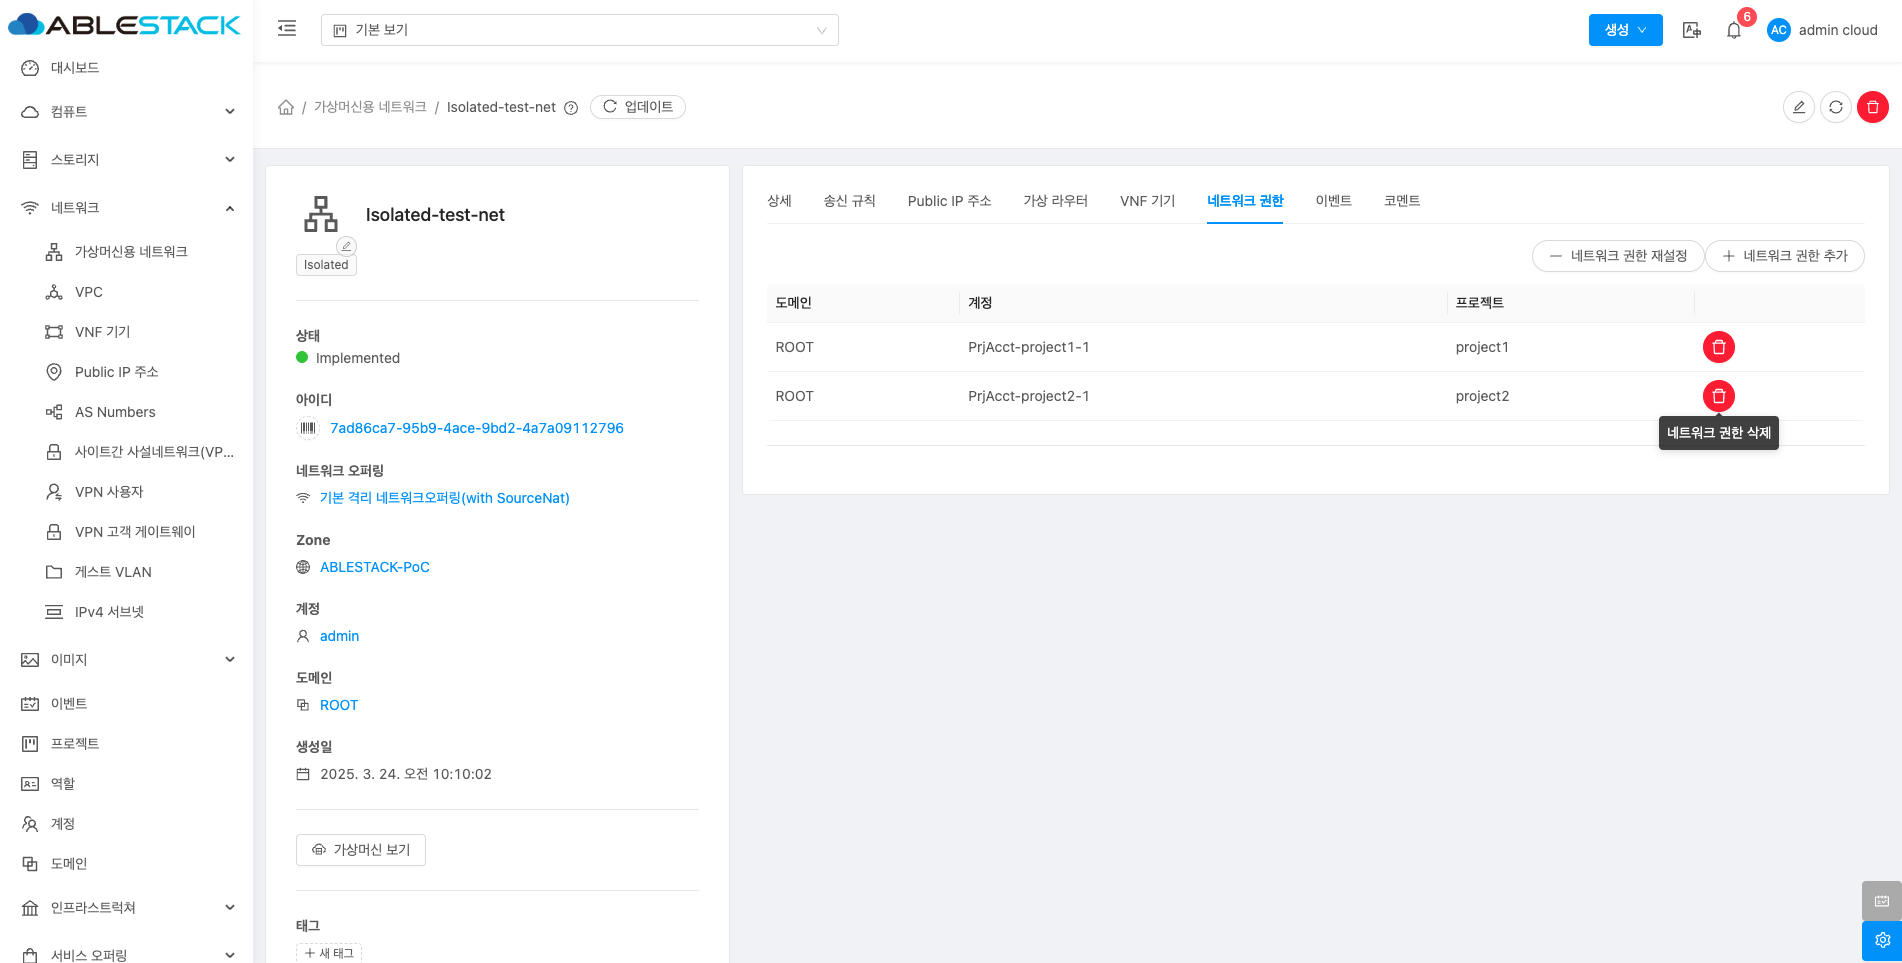 ABLESTACK
기본 보기
생성
6
AC
admin cloud
대시보드
컴퓨트
스토리지
네트워크
가상머신용 네트워크
VPC
VNF 기기
Public IP 주소
AS Numbers
사이트간 사설네트워크(VP...
VPN 사용자
VPN 고객 게이트웨이
게스트 VLAN
IPv4 서브넷
이미지
이벤트
프로젝트
역할
계정
도메인
인프라스트럭쳐
서비스 오퍼링
/ 가상머신용 네트워크 / Isolated-test-net
업데이트
Isolated-test-net
Isolated
상태
Implemented
아이디
7ad86ca7-95b9-4ace-9bd2-4a7a09112796
네트워크 오퍼링
기본 격리 네트워크오퍼링(with SourceNat)
Zone
ABLESTACK-PoC
계정
admin
도메인
ROOT
생성일
2025. 3. 24. 오전 10:10:02
가상머신 보기
태그
+ 새 태그
상세 송신 규칙 Public IP 주소 가상 라우터 VNF 기기 네트워크 권한 이벤트 코멘트
네트워크 권한 재설정
네트워크 권한 추가
도메인 계정 프로젝트
ROOT PrjAcct-project1-1 project1
ROOT PrjAcct-project2-1 project2
네트워크 권한 삭제